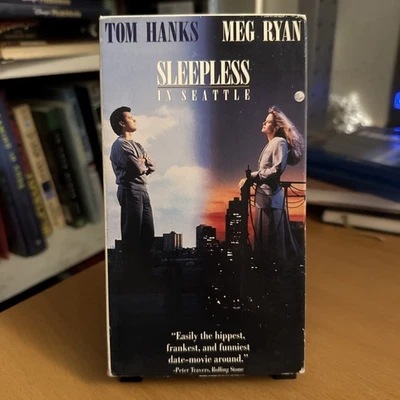 TOM HANKS MEG RYAN
SLEEPLESS
IN SEATTLE
"Easily the hippest,
frankest, and funniest
date-movie around."
-Peter Travers, Rolling Stone